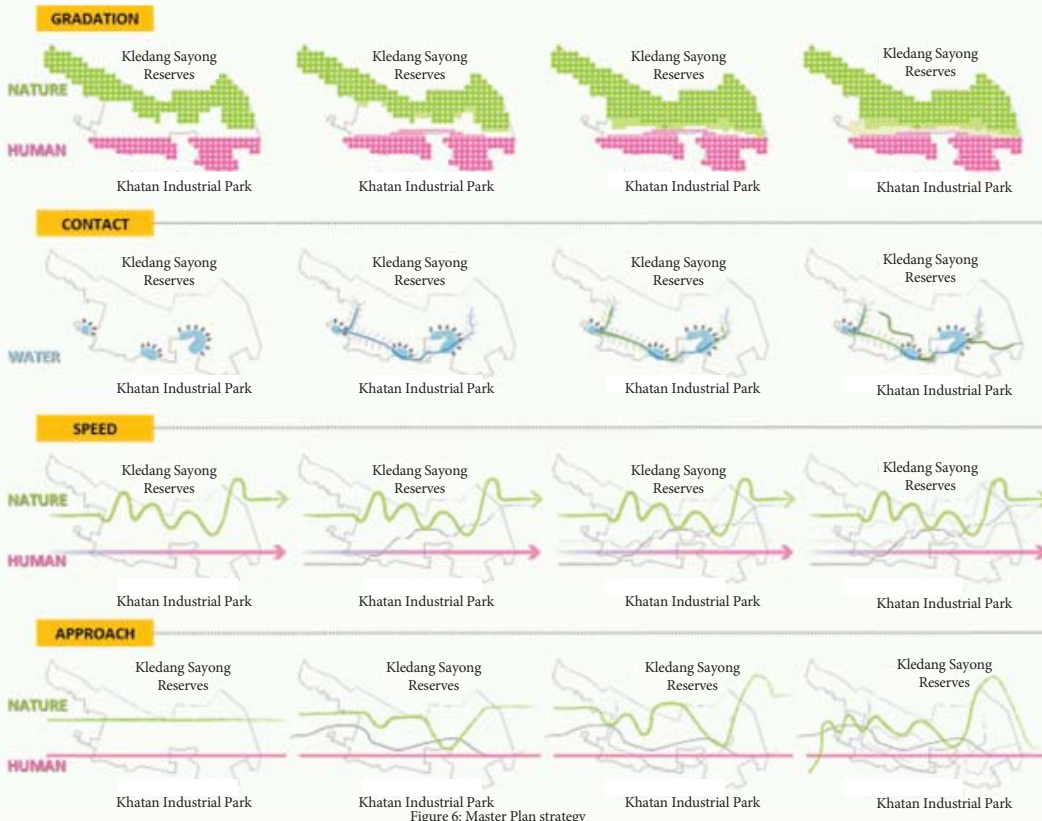 GRADATION
Kledang Sayong
Reserves
Kledang Sayong
Reserves
Kledang Sayong
Reserves
Kledang Sayong
Reserves
NATURE
HUMAN
Khatan Industrial Park
Khatan Industrial Park
Khatan Industrial Park
Khatan Industrial Park
CONTACT
Kledang Sayong
Reserves
Kledang Sayong
Reserves
Kledang Sayong
Reserves
Kledang Sayong
Reserves
WATER
Khatan Industrial Park
Khatan Industrial Park
Khatan Industrial Park
Khatan Industrial Park
SPEED
Kledang Sayong
Reserves
Kledang Sayong
Reserves
Kledang Sayong
Reserves
Kledang Sayong
Reserves
NATURE
HUMAN
Khatan Industrial Park
Khatan Industrial Park
Khatan Industrial Park
Khatan Industrial Park
APPROACH
Kledang Sayong
Reserves
Kledang Sayong
Reserves
Kledang Sayong
Reserves
Kledang Sayong
Reserves
NATURE
HUMAN
Khatan Industrial Park
Khatan Industrial Park
Khatan Industrial Park
Khatan Industrial Park
Figure 6: Master Plan strategy